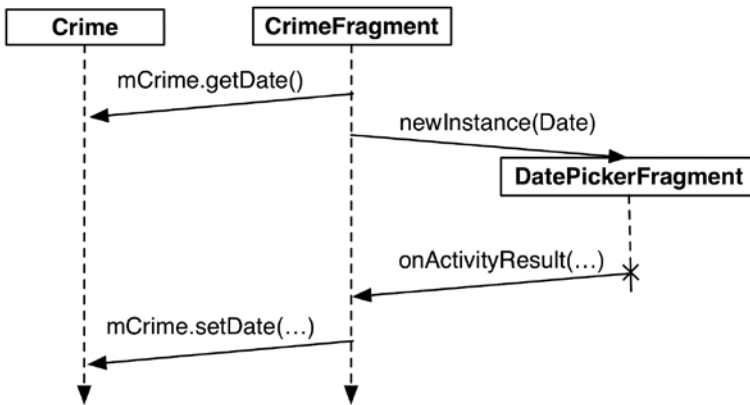 Crime
CrimeFragment
mCrime.getDate()
newInstance(Date)
DatePickerFragment
onActivityResult(…)
mCrime.setDate(…)